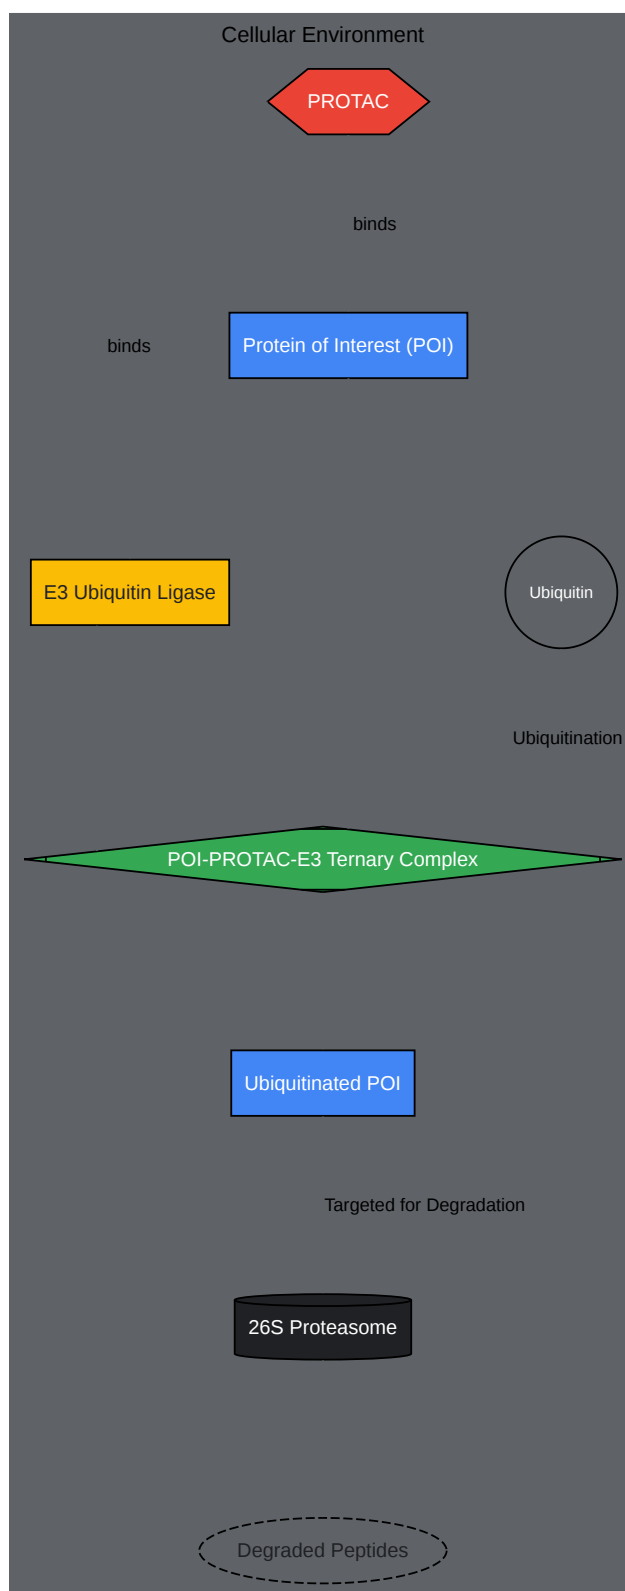 Cellular Environment
PROTAC
binds
Protein of Interest (POI)
binds
E3 Ubiquitin Ligase
Ubiquitin
Ubiquitination
POI-PROTAC-E3 Ternary Complex
Ubiquitinated POI
Targeted for Degradation
26S Proteasome
Degraded Peptides